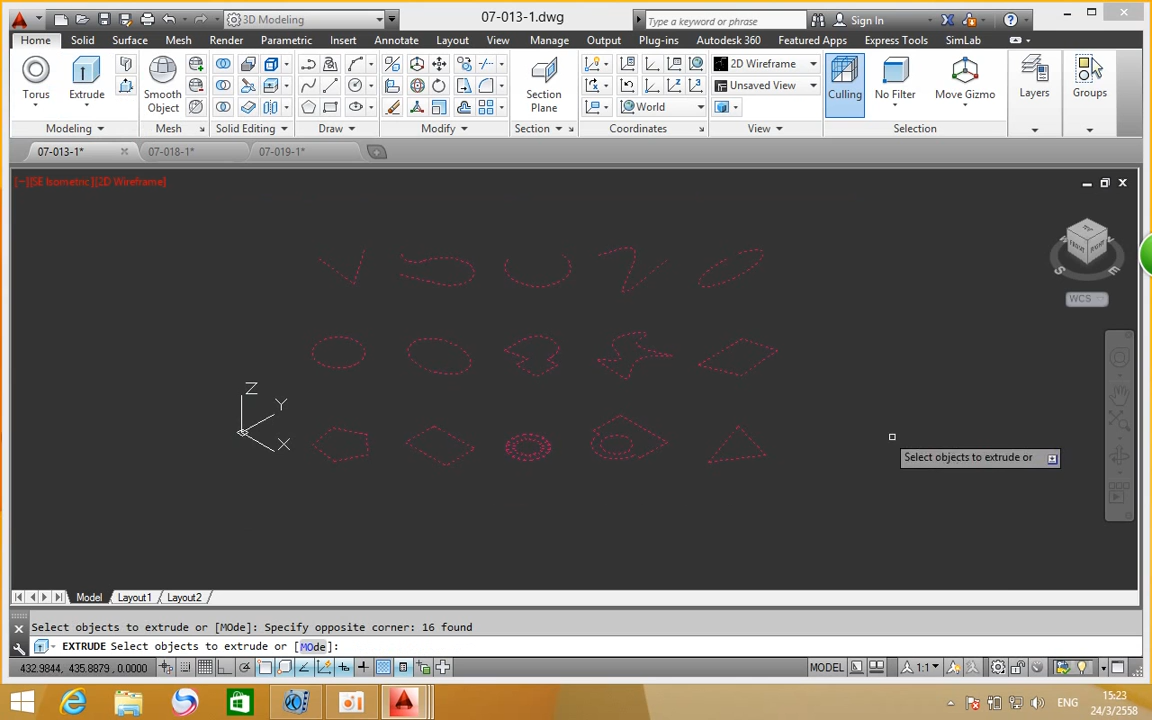 3D Modeling
07-013-1.dwg
Type a keyword or phrase
Sign In
Home Solid Surface Mesh Render Parametric Insert Annotate Layout View Manage Output Plug-ins Autodesk 360 Featured Apps Express Tools SimLab
Torus
Extrude
Smooth
Object
Section
Plane
World
2D Wireframe
Unsaved View
Culling
No Filter
Move Gizmo
Layers
Groups
Modeling
Mesh
Solid Editing
Draw
Modify
Section
Coordinates
View
Selection
07-013-1*
07-018-1*
07-019-1*
[−][SE Isometric][2D Wireframe]
TOP
FRONT
RIGHT
S
E
WCS
Z
Y
X
Select objects to extrude or
Model Layout1 Layout2
Select objects to extrude or [MOde]: Specify opposite corner: 16 found
EXTRUDE Select objects to extrude or [MOde]:
432.9844, 435.8879, 0.0000
MODEL
1:1
ENG
15:23
24/3/2558